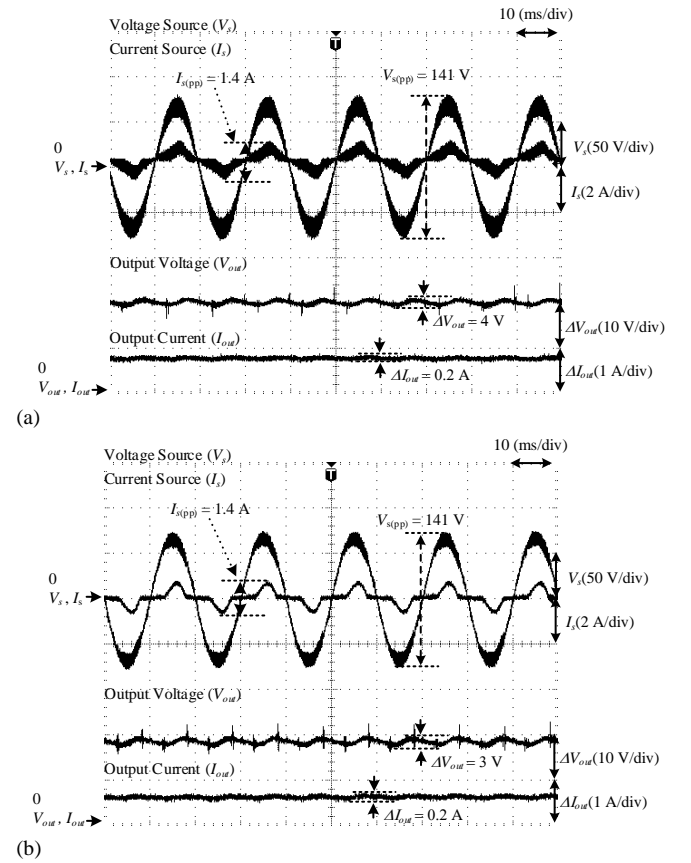 Voltage Source (Vs)
10 (ms/div)
Current Source (Is)
T
Is(pp) = 1.4 A
Vs(pp) = 141 V
0
Vs, Is
Vs(50 V/div)
Is(2 A/div)
Output Voltage (Vout)
ΔVout = 4 V
ΔVout(10 V/div)
Output Current (Iout)
0
Vout, Iout
ΔIout = 0.2 A
ΔIout(1 A/div)
(a)
10 (ms/div)
Voltage Source (Vs)
Current Source (Is)
T
Is(pp) = 1.4 A
Vs(pp) = 141 V
0
Vs, Is
Vs(50 V/div)
Is(2 A/div)
Output Voltage (Vout)
ΔVout = 3 V
ΔVout(10 V/div)
Output Current (Iout)
0
Vout, Iout
ΔIout = 0.2 A
ΔIout(1 A/div)
(b)